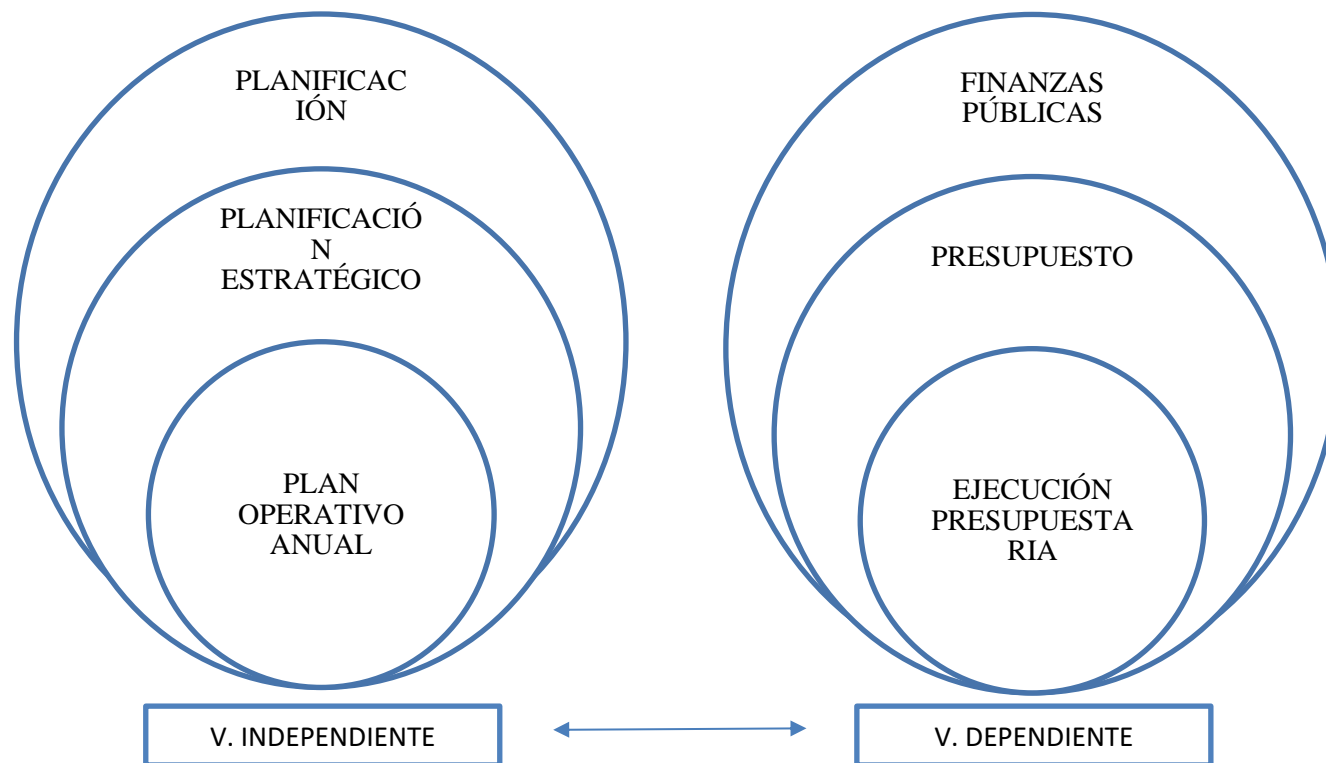 PLANIFICAC
IÓN
PLANIFICACIÓ
N
ESTRATÉGICO
PLAN
OPERATIVO
ANUAL
FINANZAS
PÚBLICAS
PRESUPUESTO
EJECUCIÓN
PRESUPUESTA
RIA
V. INDEPENDIENTE
V. DEPENDIENTE